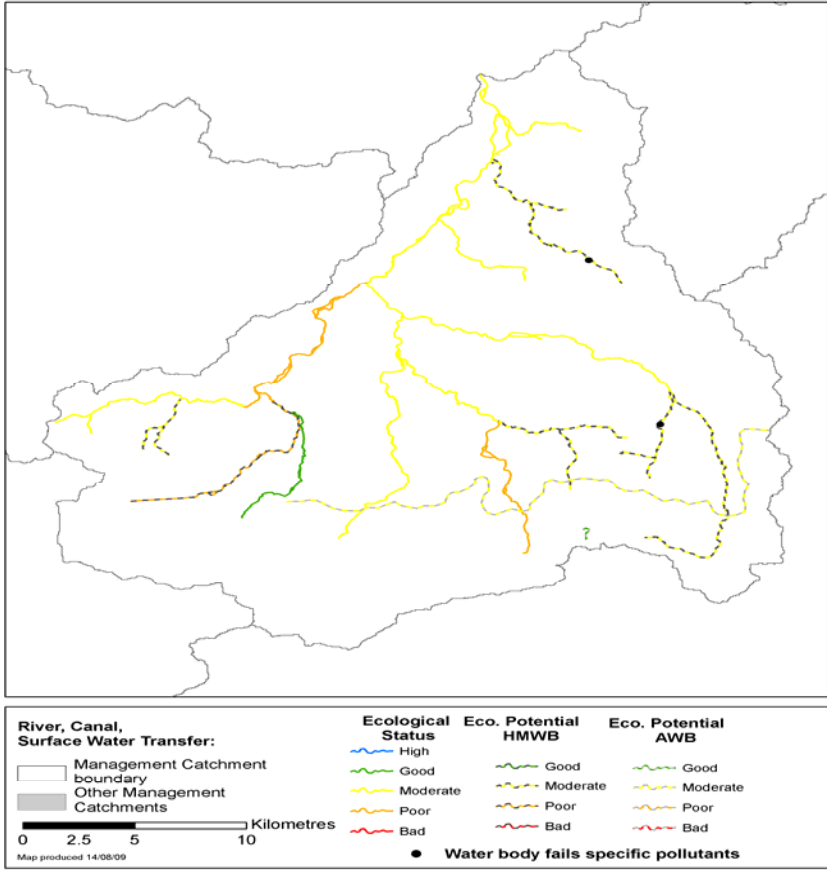 ?
River, Canal,
Surface Water Transfer:
Management Catchment
boundary
Other Management
Catchments
0 2.5 5 10 Kilometres
Map produced 14/08/09
Ecological
Status
High
Good
Moderate
Poor
Bad
Eco. Potential
HMWB
Good
Moderate
Poor
Bad
Eco. Potential
AWB
Good
Moderate
Poor
Bad
Water body fails specific pollutants